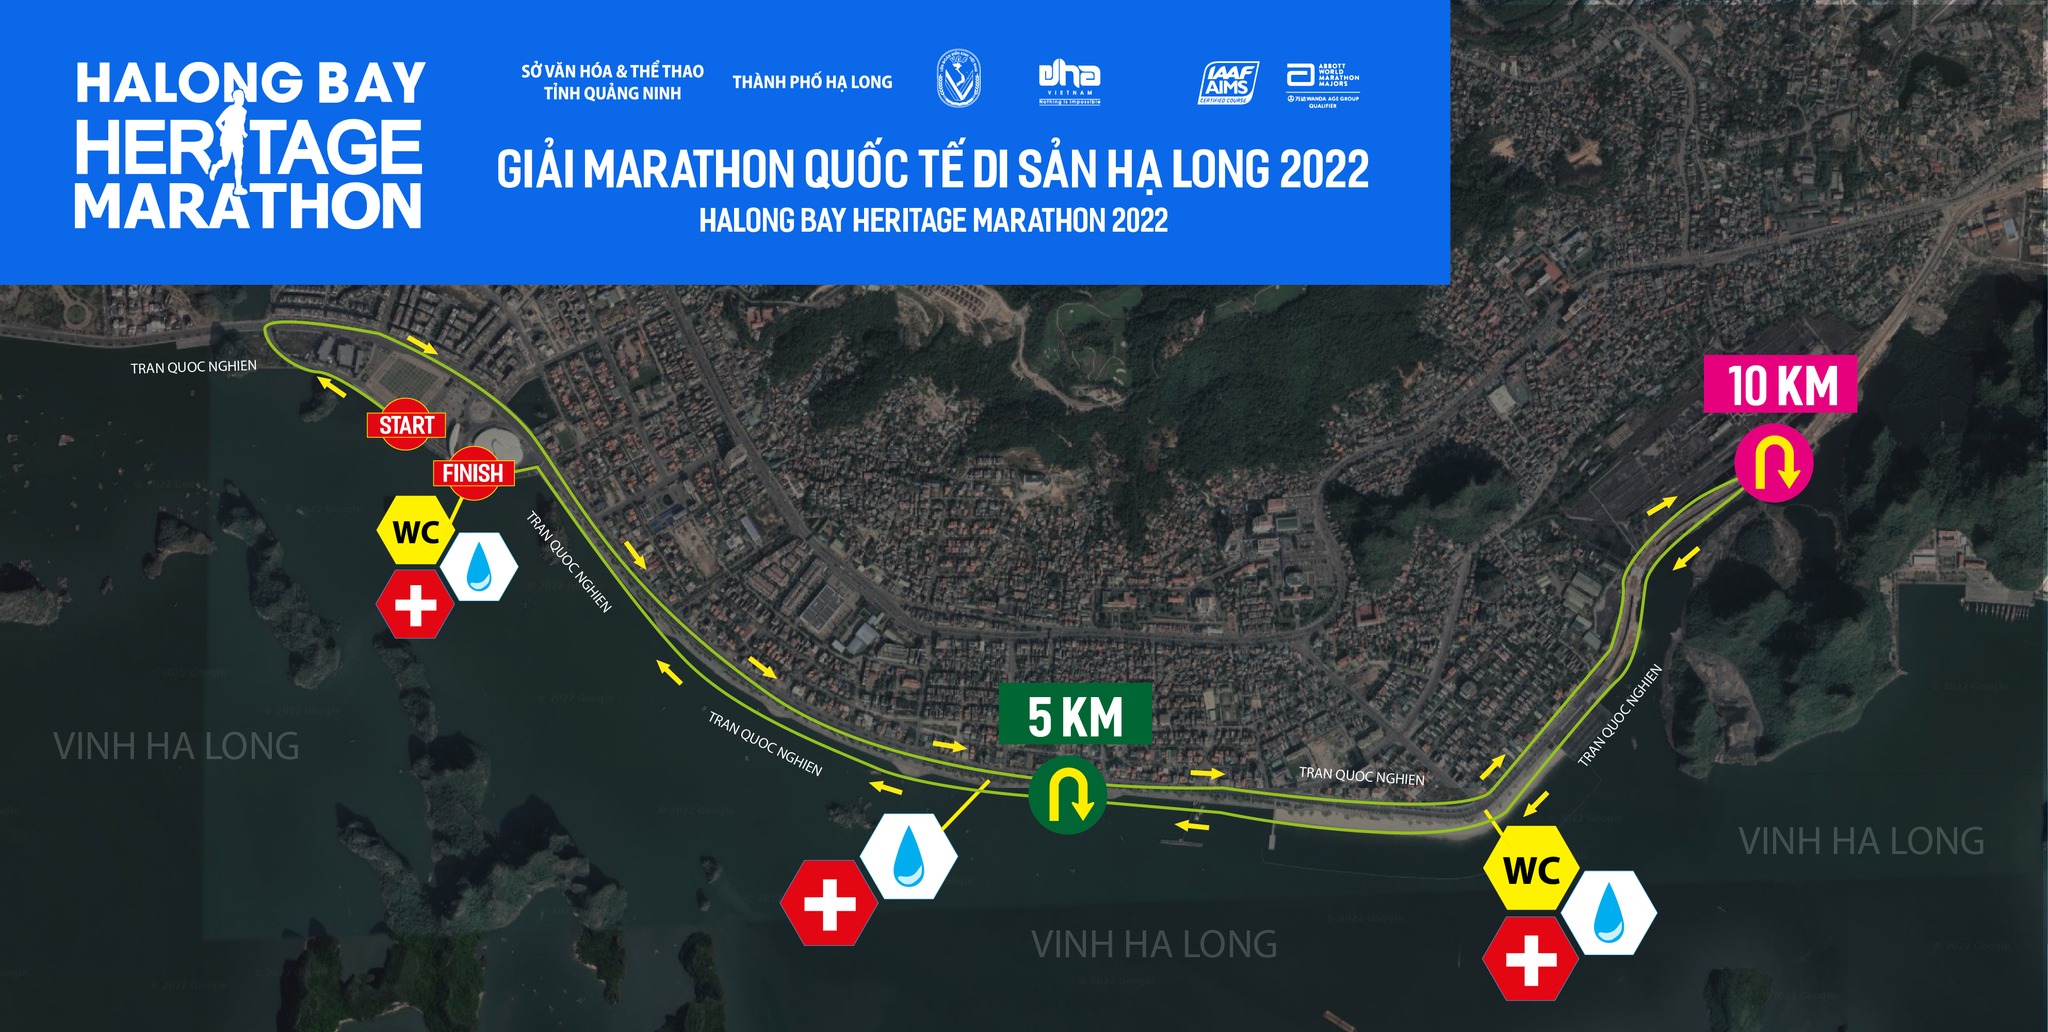 HALONG BAY
HERITAGE
MARATHON
SỞ VĂN HÓA & THỂ THAO
TỈNH QUẢNG NINH
THÀNH PHỐ HẠ LONG
vha
VIETNAM
Nothing is impossible
IAAF
AIMS
CERTIFIED COURSE
ABBOTT
WORLD
MARATHON
MAJORS
万达 WANDA AGE GROUP
QUALIFIER
GIẢI MARATHON QUỐC TẾ DI SẢN HẠ LONG 2022
HALONG BAY HERITAGE MARATHON 2022
TRAN QUOC NGHIEN
START
FINISH
WC
TRAN QUOC NGHIEN
TRAN QUOC NGHIEN
5 KM
TRAN QUOC NGHIEN
10 KM
TRAN QUOC NGHIEN
WC
VINH HA LONG
VINH HA LONG
VINH HA LONG